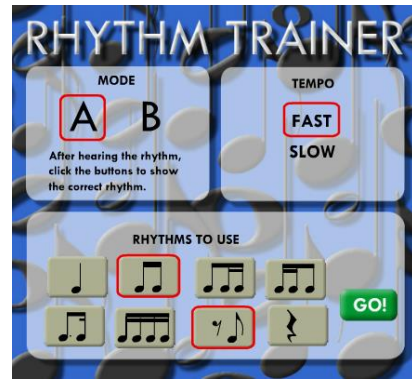 RHYTHM TRAINER
MODE
A B
After hearing the rhythm,
click the buttons to show
the correct rhythm.
TEMPO
FAST
SLOW
RHYTHMS TO USE
GO!